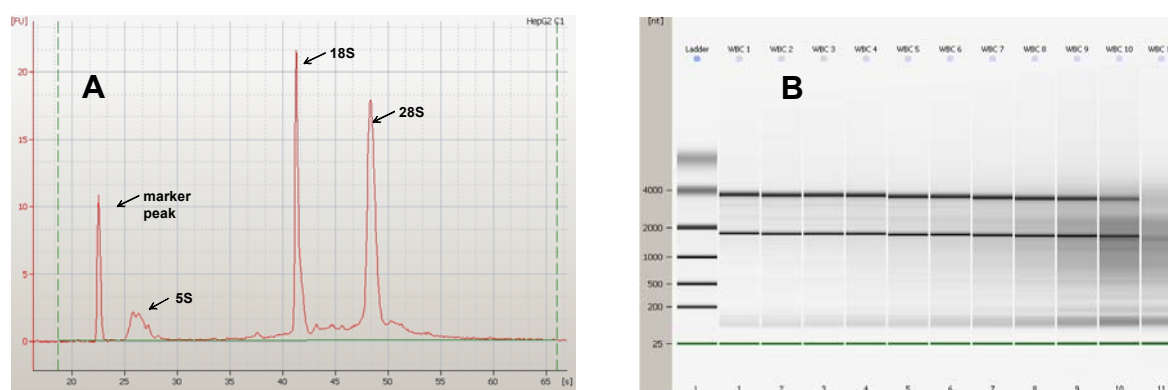 [FU]
HepG2 C1
18S
20
A
28S
15
marker
peak
10
5
5S
0
20 25 30 35 40 45 50 55 60 65 [s]
[nt]
Ladder WBC 1 WBC 2 WBC 3 WBC 4 WBC 5 WBC 6 WBC 7 WBC 8 WBC 9 WBC 10 WBC
B
4000
2000
1000
500
200
25
L 1 2 3 4 5 6 7 8 9 10 11